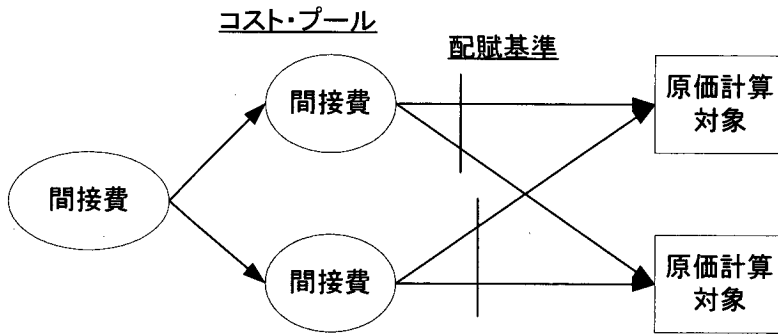 コスト・プール
配賦基準
間接費
原価計算
対象
間接費
間接費
原価計算
対象